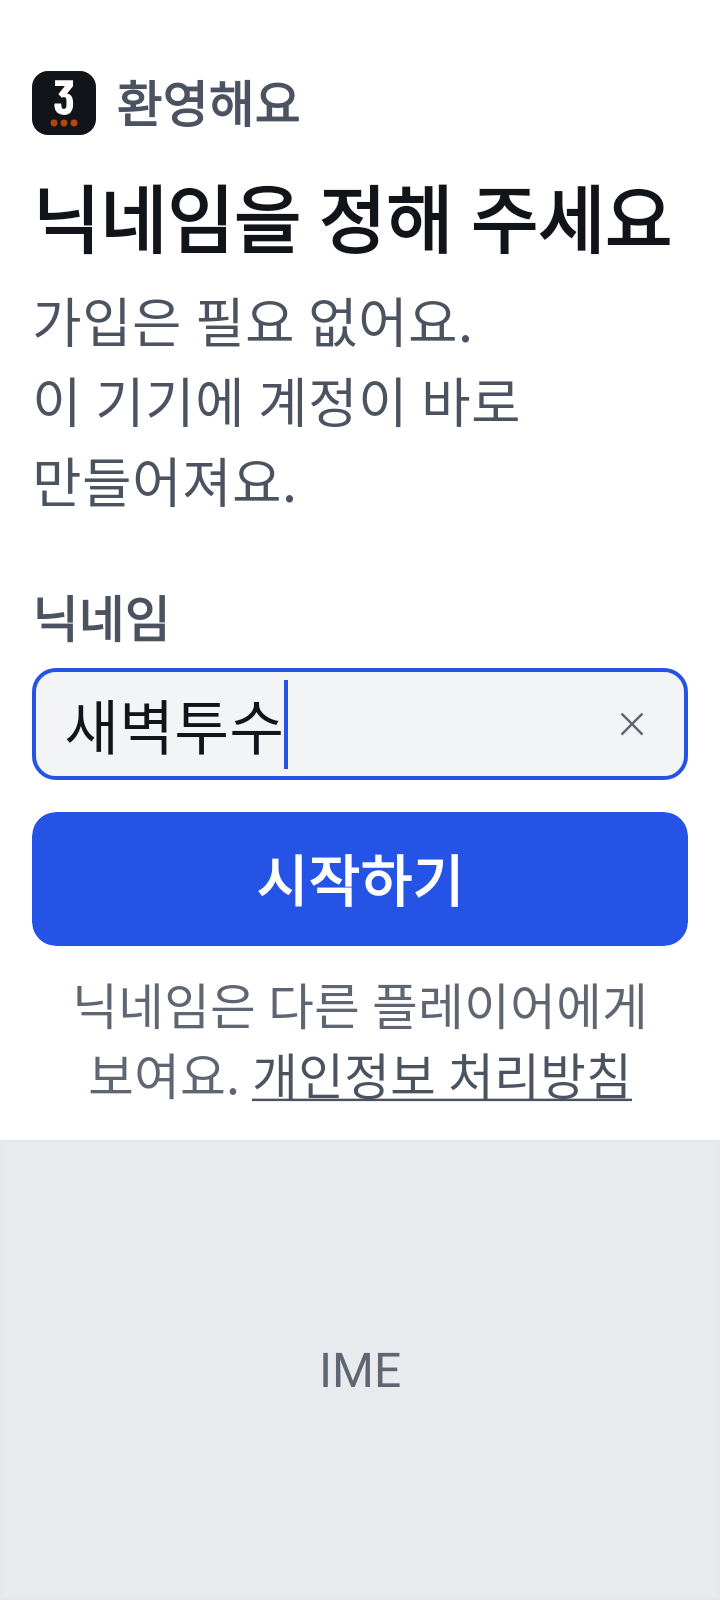 3
환영해요
닉네임을 정해 주세요
가입은 필요 없어요.
이 기기에 계정이 바로
만들어져요.
닉네임
새벽투수
시작하기
닉네임은 다른 플레이어에게
보여요. 개인정보 처리방침
IME